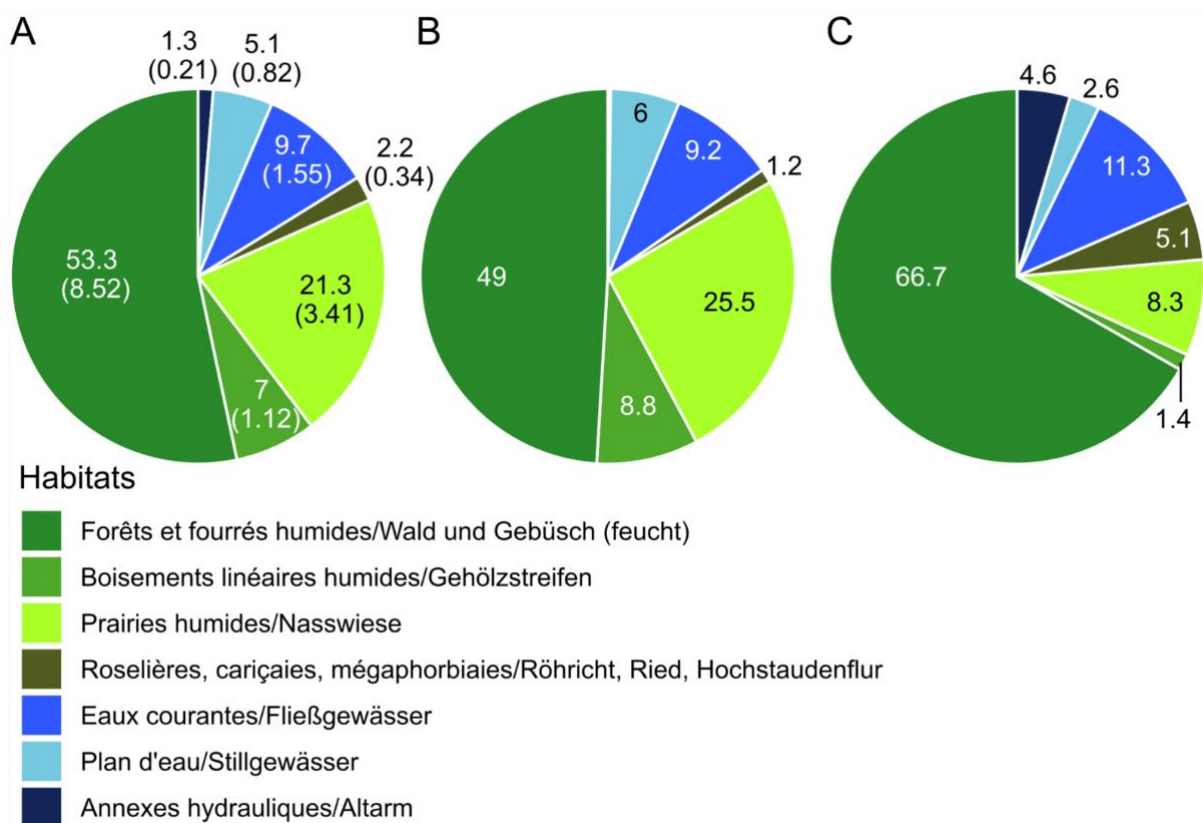 A
B
C
1.3
(0.21)
5.1
(0.82)
9.7
(1.55)
2.2
(0.34)
21.3
(3.41)
7
(1.12)
53.3
(8.52)
6
9.2
1.2
25.5
8.8
49
4.6
2.6
11.3
5.1
8.3
1.4
66.7
Habitats
Forêts et fourrés humides/Wald und Gebüsch (feucht)
Boisements linéaires humides/Gehölzstreifen
Prairies humides/Nasswiese
Roselières, cariçaies, mégaphorbiaies/Röhricht, Ried, Hochstaudenflur
Eaux courantes/Fließgewässer
Plan d'eau/Stillgewässer
Annexes hydrauliques/Altarm